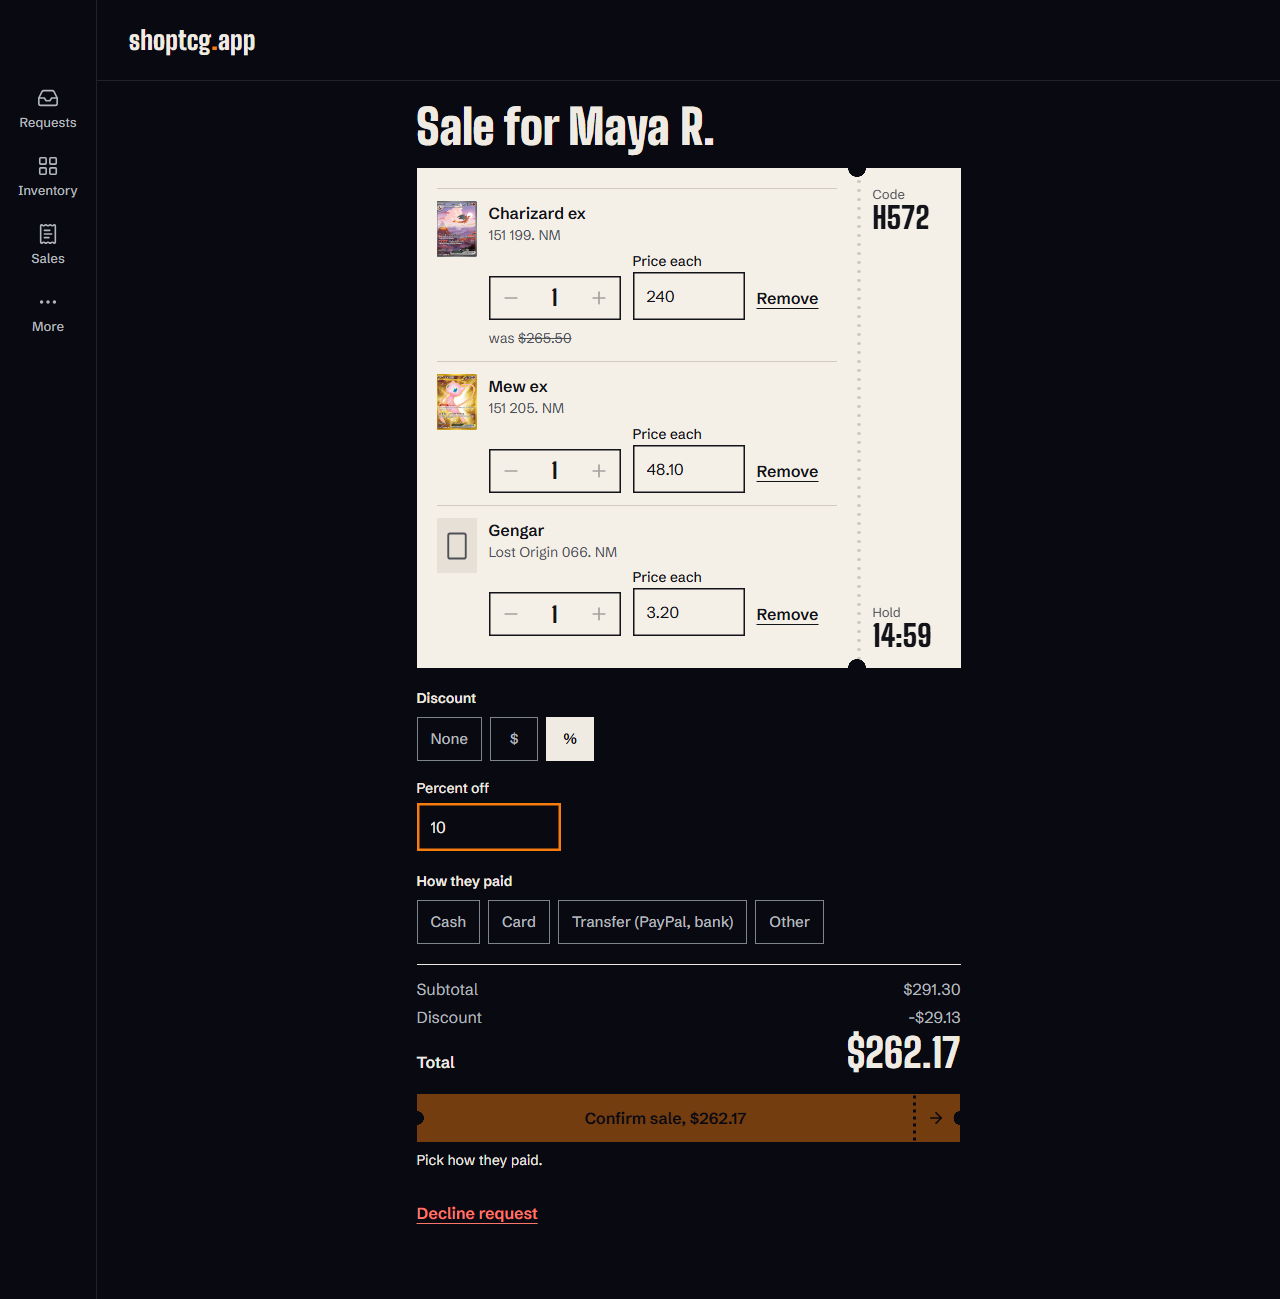 shoptcg.app
Requests
Inventory
Sales
More
Sale for Maya R.
Charizard ex
151 199. NM
Price each
1
240
Remove
was $265.50
Mew ex
151 205. NM
Price each
1
48.10
Remove
Gengar
Lost Origin 066. NM
Price each
1
3.20
Remove
Code
H572
Hold
14:59
Discount
None
$
%
Percent off
10
How they paid
Cash
Card
Transfer (PayPal, bank)
Other
Subtotal
$291.30
Discount
-$29.13
Total
$262.17
Confirm sale, $262.17
Pick how they paid.
Decline request